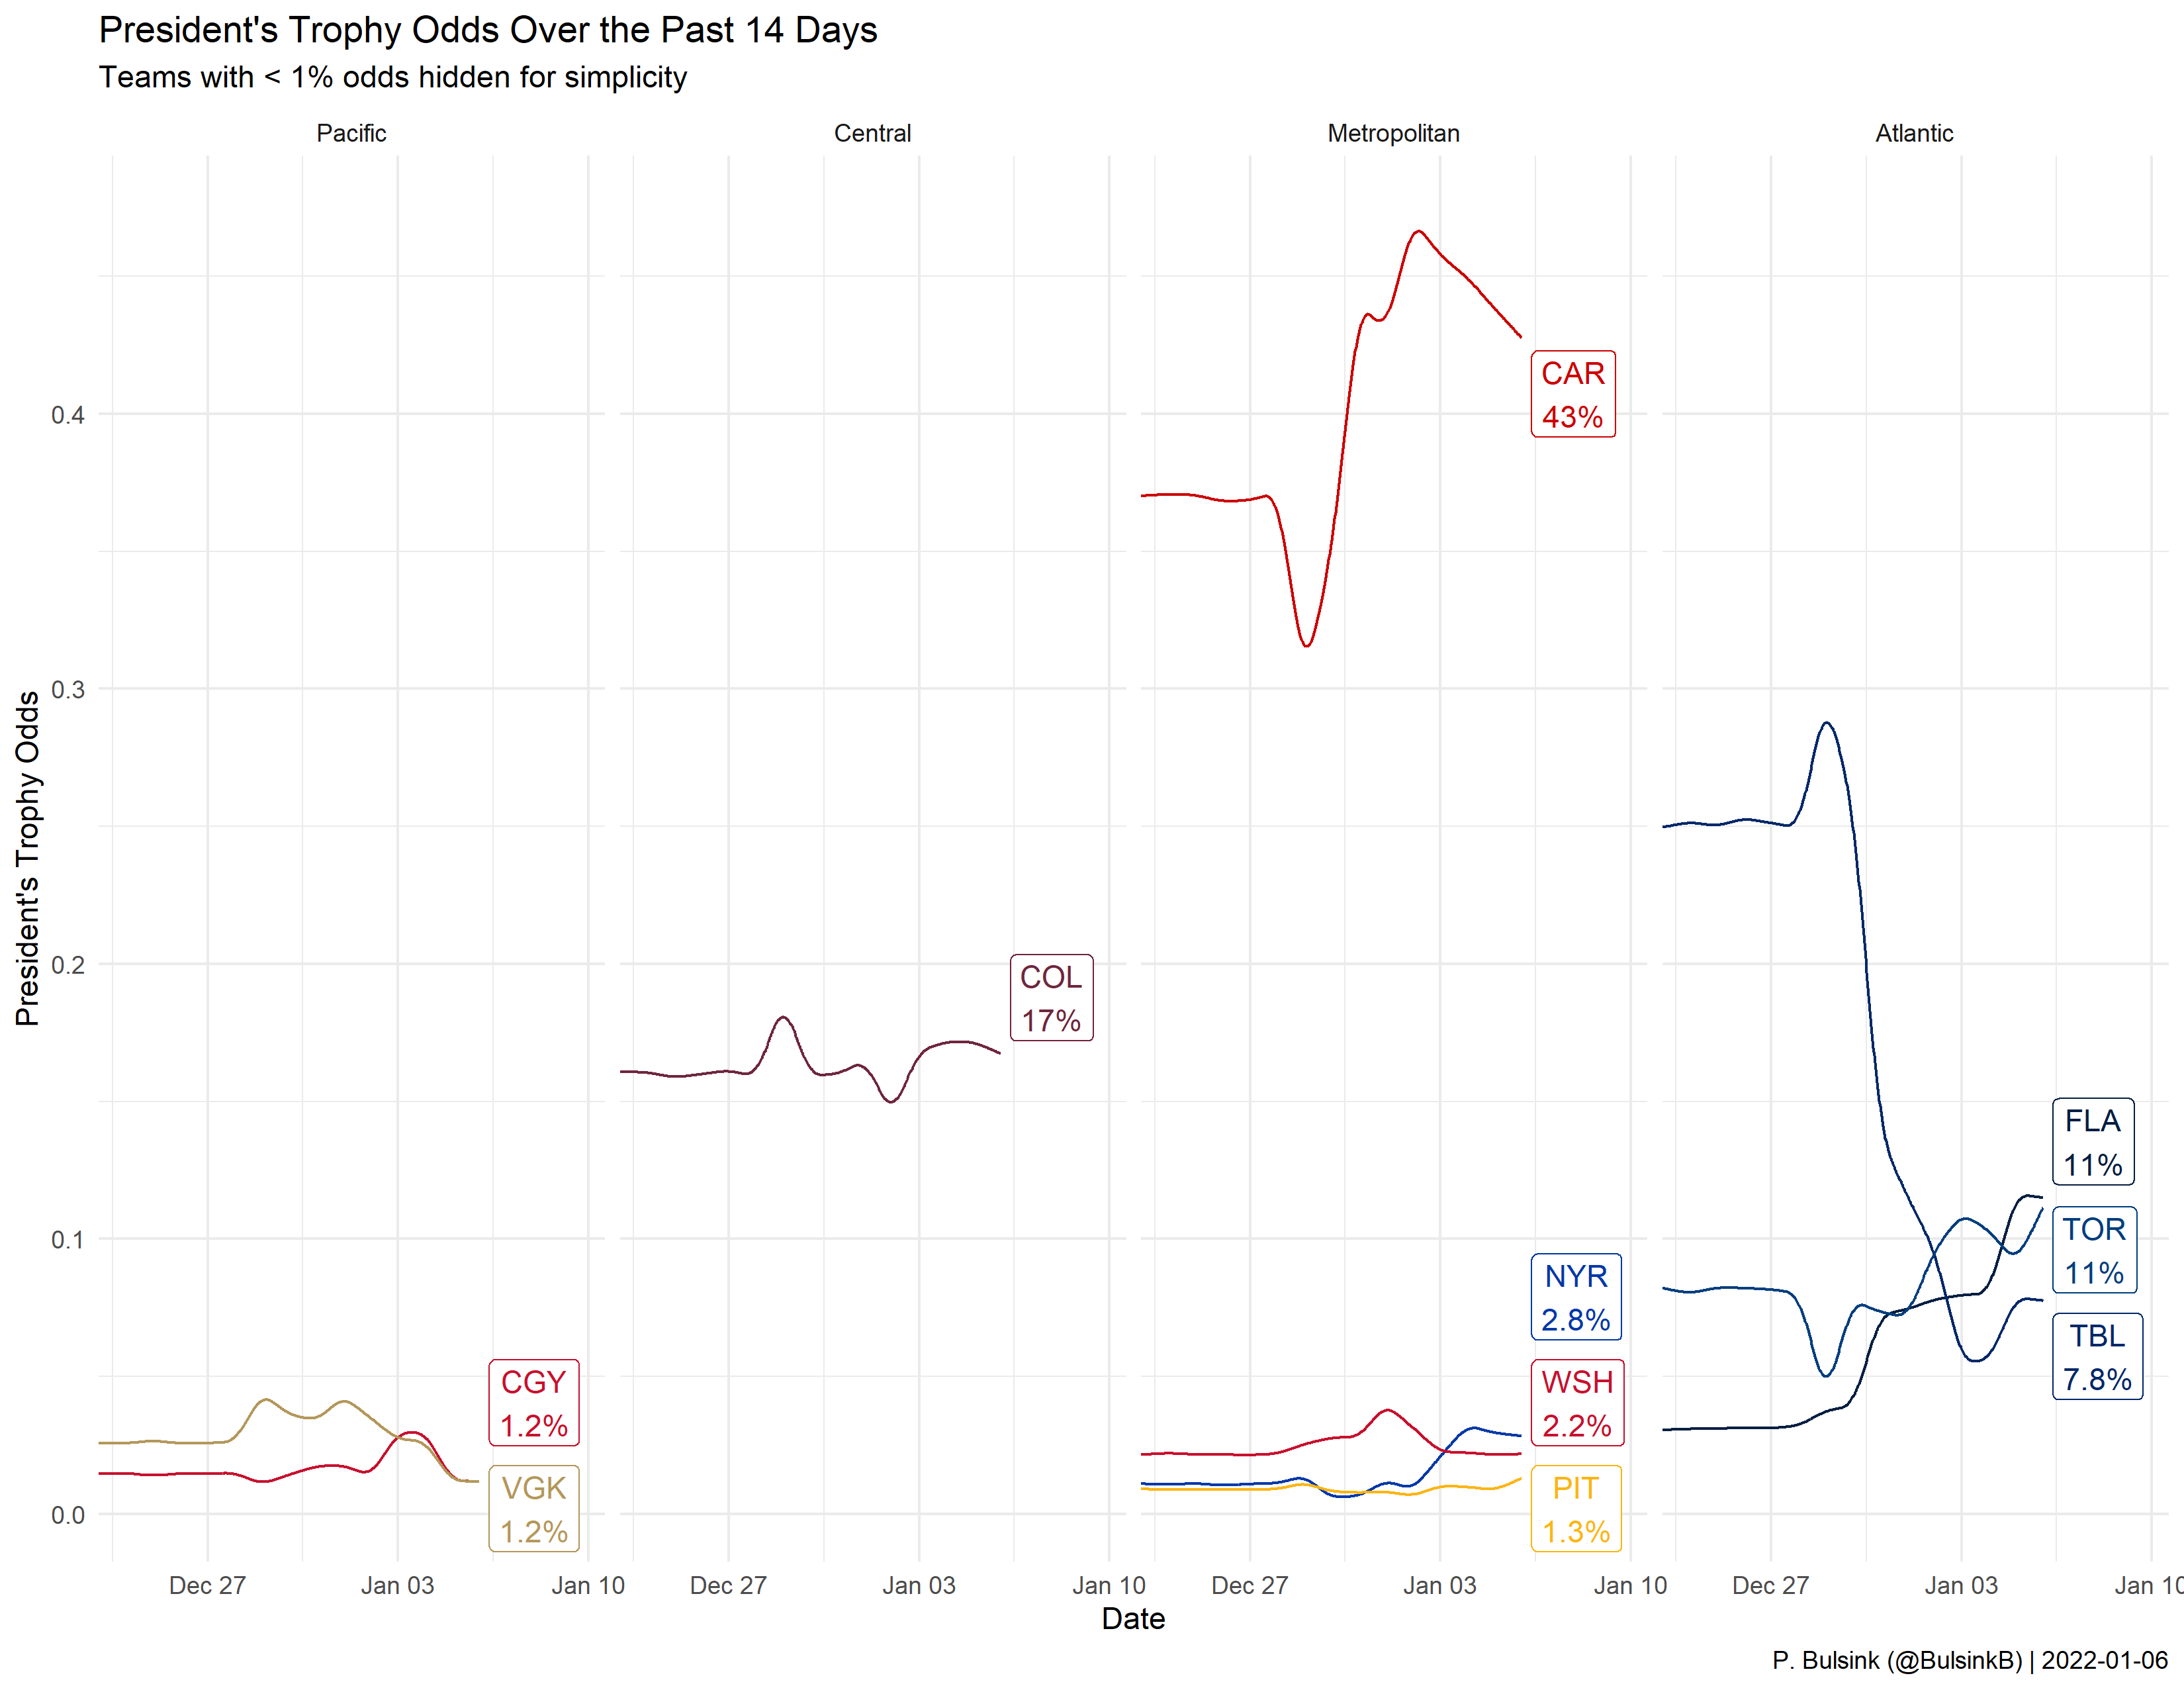 President's Trophy Odds Over the Past 14 Days
Teams with < 1% odds hidden for simplicity
Pacific
Central
Metropolitan
Atlantic
President's Trophy Odds
0.4
0.3
0.2
0.1
0.0
CGY
1.2%
VGK
1.2%
COL
17%
CAR
43%
NYR
2.8%
WSH
2.2%
PIT
1.3%
FLA
11%
TOR
11%
TBL
7.8%
Dec 27
Jan 03
Jan 10
Dec 27
Jan 03
Jan 10
Dec 27
Jan 03
Jan 10
Dec 27
Jan 03
Jan 10
Date
P. Bulsink (@BulsinkB) | 2022-01-06